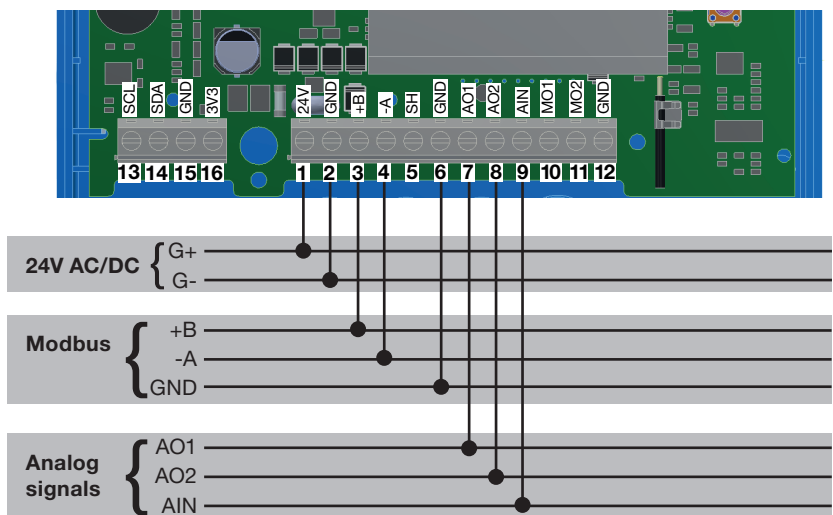 SCL SDA GND 3V3 24V GND +B -A SH GND AO1 AO2 AIN MO1 MO2 GND
13 14 15 16 1 2 3 4 5 6 7 8 9 10 11 12
24V AC/DC
G+
G-
Modbus
+B
-A
GND
Analog
signals
AO1
AO2
AIN